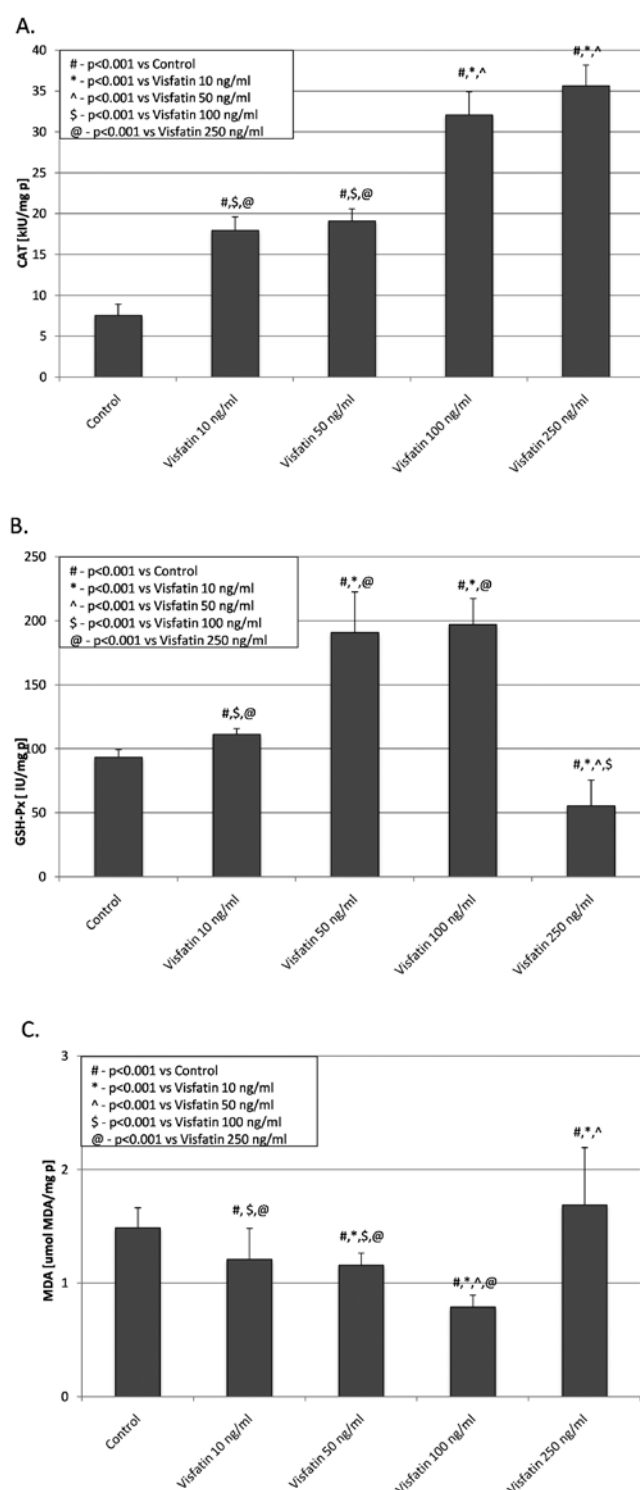 A.
40
35
30
25
20
15
10
5
0
CAT [kIU/mg p]
# - p<0.001 vs Control
* - p<0.001 vs Visfatin 10 ng/ml
^ - p<0.001 vs Visfatin 50 ng/ml
$ - p<0.001 vs Visfatin 100 ng/ml
@ - p<0.001 vs Visfatin 250 ng/ml
#,$,@
#,$,@
#,*,^
#,*,^
Control
Visfatin 10 ng/ml
Visfatin 50 ng/ml
Visfatin 100 ng/ml
Visfatin 250 ng/ml
B.
250
200
150
100
50
0
GSH-Px [ IU/mg p]
# - p<0.001 vs Control
* - p<0.001 vs Visfatin 10 ng/ml
^ - p<0.001 vs Visfatin 50 ng/ml
$ - p<0.001 vs Visfatin 100 ng/ml
@ - p<0.001 vs Visfatin 250 ng/ml
#,$,@
#,*,@
#,*,@
#,*,^,$
Control
Visfatin 10 ng/ml
Visfatin 50 ng/ml
Visfatin 100 ng/ml
Visfatin 250 ng/ml
C.
3
2
1
0
MDA [umol MDA/mg p]
# - p<0.001 vs Control
* - p<0.001 vs Visfatin 10 ng/ml
^ - p<0.001 vs Visfatin 50 ng/ml
$ - p<0.001 vs Visfatin 100 ng/ml
@ - p<0.001 vs Visfatin 250 ng/ml
#, $,@
#,*,$,@
#,*,^,@
#,*,^
Control
Visfatin 10 ng/ml
Visfatin 50 ng/ml
Visfatin 100 ng/ml
Visfatin 250 ng/ml